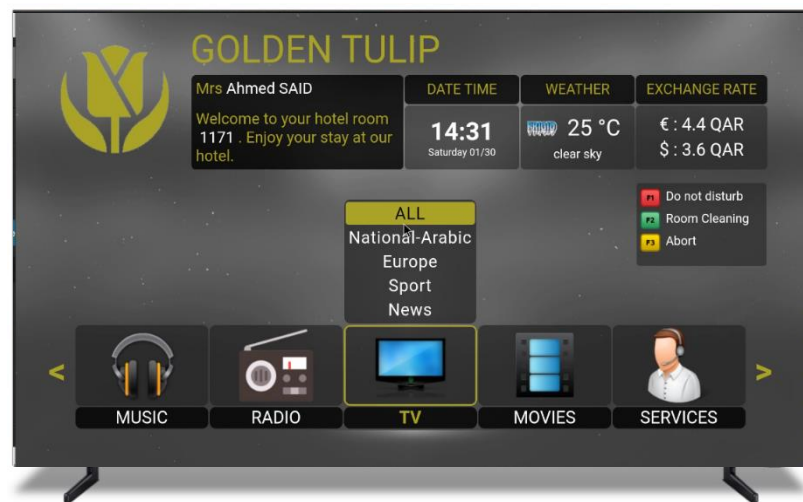 GOLDEN TULIP
Mrs Ahmed SAID
Welcome to your hotel room
1171 . Enjoy your stay at our
hotel.
DATE TIME
14:31
Saturday 01/30
WEATHER
25 °C
clear sky
EXCHANGE RATE
€ : 4.4 QAR
$ : 3.6 QAR
F1 Do not disturb
F2 Room Cleaning
F3 Abort
ALL
National-Arabic
Europe
Sport
News
<
>
MUSIC
RADIO
TV
MOVIES
SERVICES